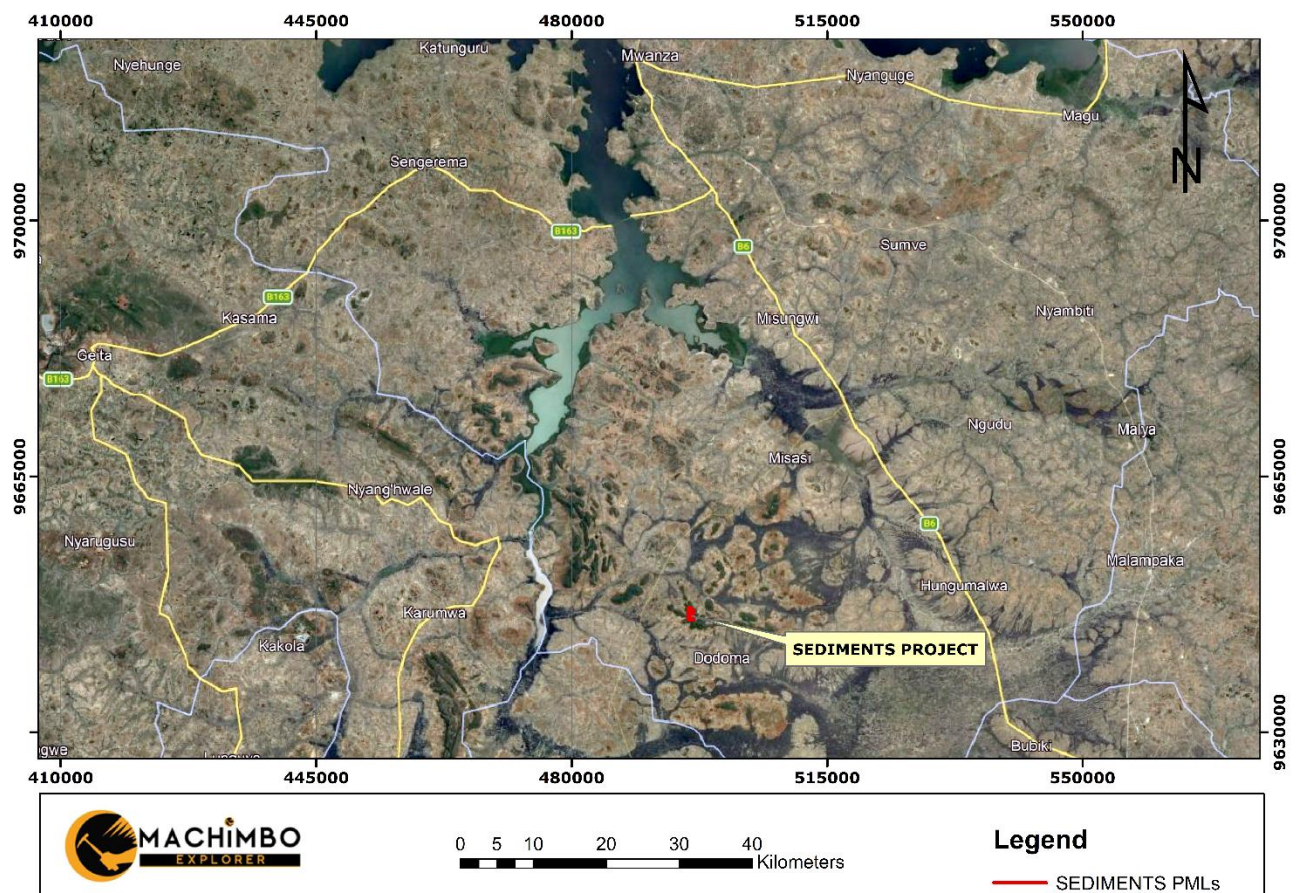 410000 445000 480000 515000 550000
Nyehunge
Katunguru
Mwanza
Nyanguge
Magu
N
Sengerema
9700000
B163
B6
Sumve
9700000
B163
Kasama
Misungwi
Nyambiti
Geita
B163
Ngudu
Malya
Misasi
9665000
Nyang'hwale
9665000
B6
Nyarugusu
Malampaka
Hungumalwa
Karumwa
Kakola
SEDIMENTS PROJECT
Dodoma
9630000
Bubiki
9630000
410000 445000 480000 515000 550000
MACHiMBO
EXPLORER
0 5 10 20 30 40
Kilometers
Legend
SEDIMENTS PMLs